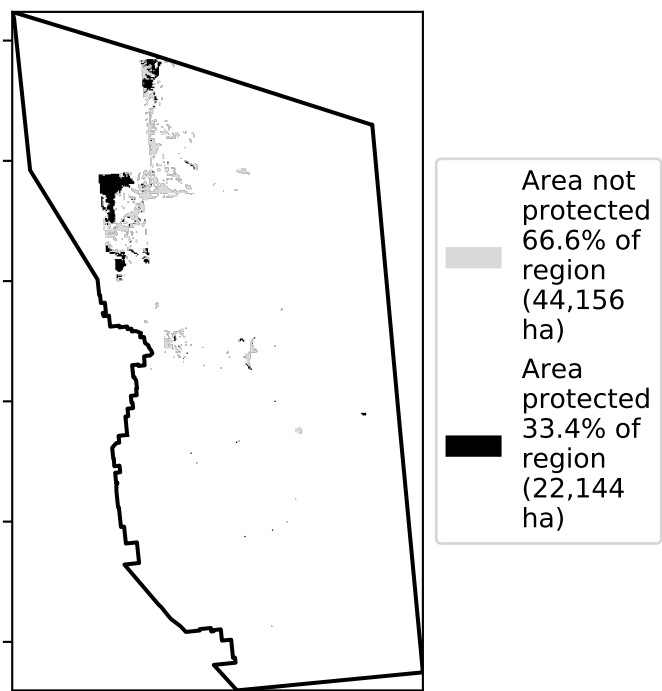 Area not
protected
66.6% of
region
(44,156
ha)
Area
protected
33.4% of
region
(22,144
ha)